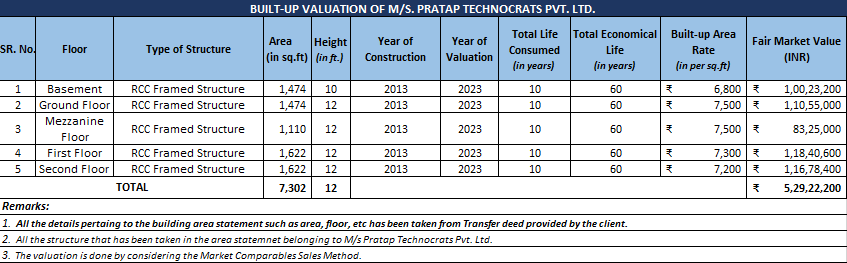 BUILT-UP VALUATION OF M/S. PRATAP TECHNOCRATS PVT. LTD.
SR. No. Floor Type of Structure Area (in sq.ft) Height (in ft.) Year of Construction Year of Valuation Total Life Consumed (in years) Total Economical Life (in years) Built-up Area Rate (in per sq.ft) Fair Market Value (INR)
1 Basement RCC Framed Structure 1,474 10 2013 2023 10 60 ₹ 6,800 ₹ 1,00,23,200
2 Ground Floor RCC Framed Structure 1,474 12 2013 2023 10 60 ₹ 7,500 ₹ 1,10,55,000
3 Mezzanine Floor RCC Framed Structure 1,110 12 2013 2023 10 60 ₹ 7,500 ₹ 83,25,000
4 First Floor RCC Framed Structure 1,622 12 2013 2023 10 60 ₹ 7,300 ₹ 1,18,40,600
5 Second Floor RCC Framed Structure 1,622 12 2013 2023 10 60 ₹ 7,200 ₹ 1,16,78,400
TOTAL 7,302 12 ₹ 5,29,22,200
Remarks:
1. All the details pertaing to the building area statement such as area, floor, etc has been taken from Transfer deed provided by the client.
2. All the structure that has been taken in the area statemnet belonging to M/s Pratap Technocrats Pvt. Ltd.
3. The valuation is done by considering the Market Comparables Sales Method.